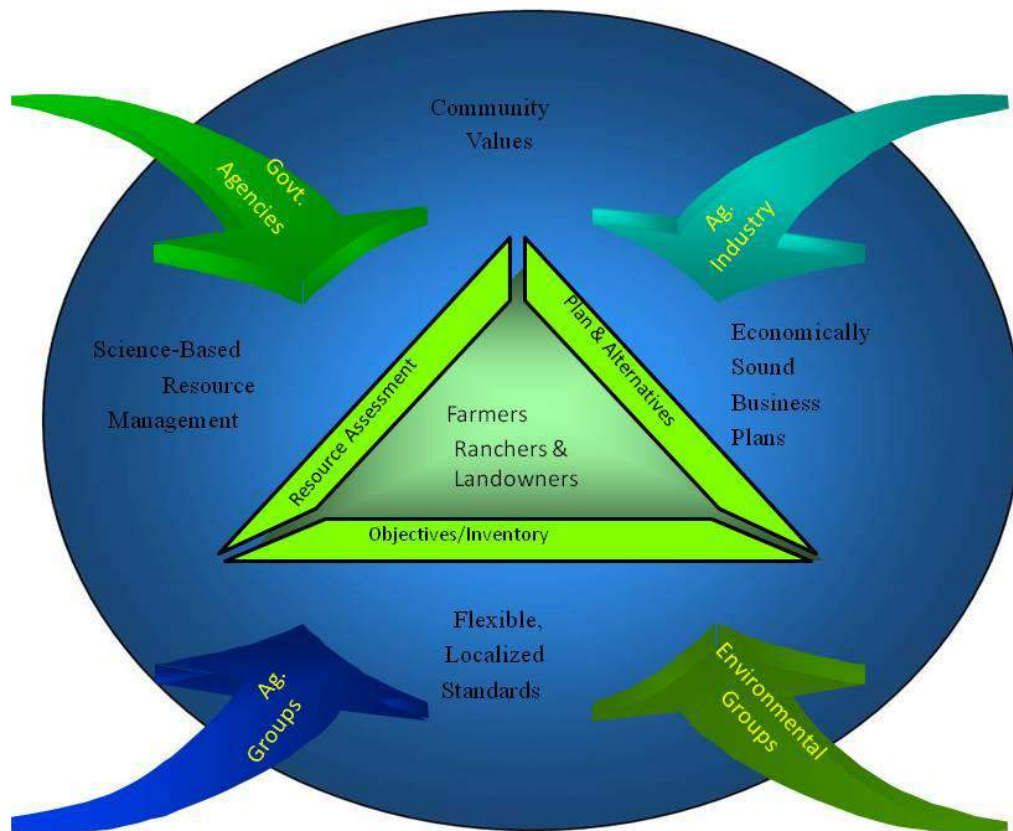 Community
Values
Govt.
Agencies
Ag.
Industry
Science-Based
Resource
Management
Economically
Sound
Business
Plans
Resource Assessment
Plan & Alternatives
Farmers
Ranchers &
Landowners
Objectives/Inventory
Flexible,
Localized
Standards
Ag.
Groups
Environmental
Groups